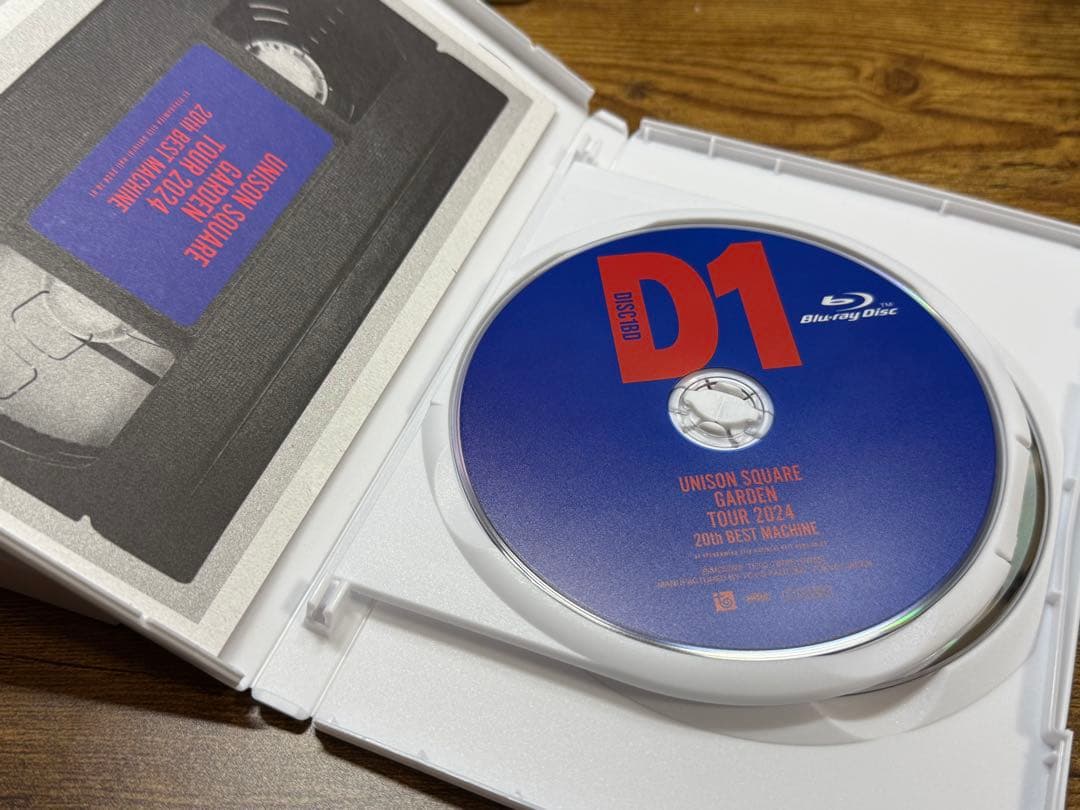 UNISON SQUARE
GARDEN
TOUR 2024
20th BEST MACHINE
D1
DISC1BD
Blu-ray Disc
TM
UNISON SQUARE
GARDEN
TOUR 2024
20th BEST MACHINE